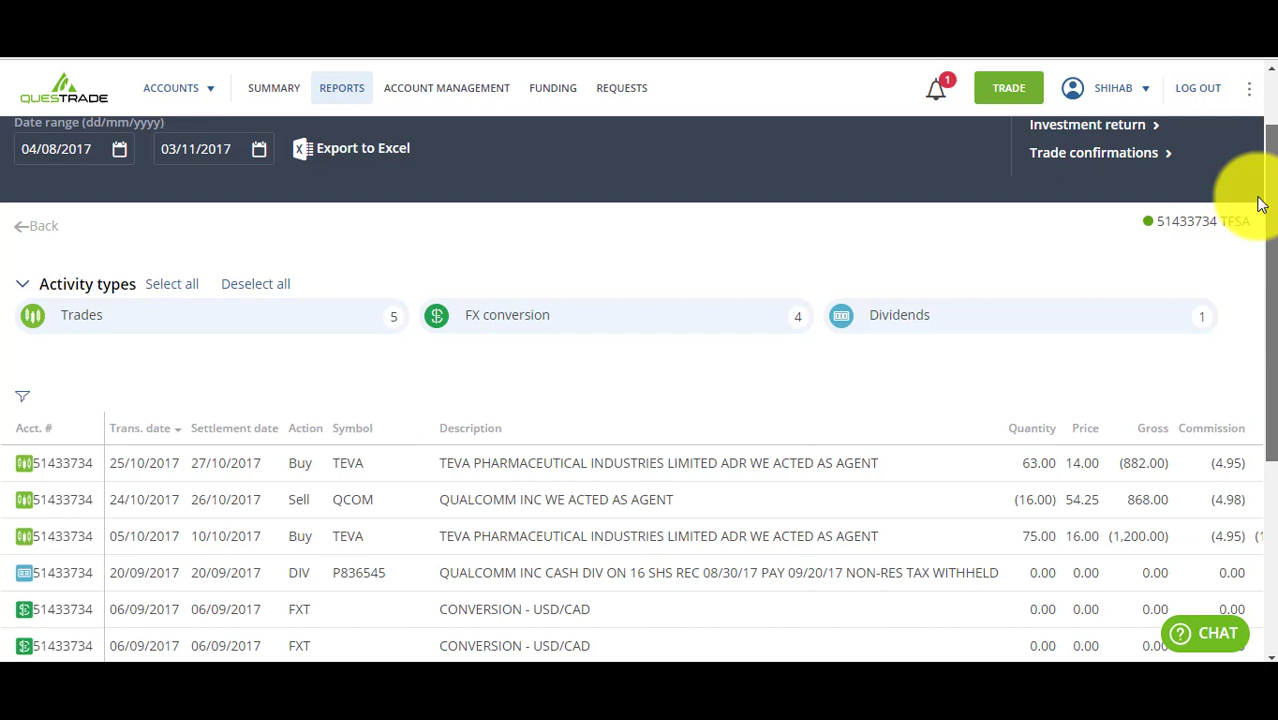 QUESTRADE
ACCOUNTS SUMMARY REPORTS ACCOUNT MANAGEMENT FUNDING REQUESTS 1 TRADE SHIHAB LOG OUT
Date range (dd/mm/yyyy) Investment return
04/08/2017 03/11/2017 Export to Excel Trade confirmations
Back 51433734 TFSA
Activity types Select all Deselect all
Trades 5 FX conversion 4 Dividends 1
Acct. # Trans. date Settlement date Action Symbol Description Quantity Price Gross Commission
51433734 25/10/2017 27/10/2017 Buy TEVA TEVA PHARMACEUTICAL INDUSTRIES LIMITED ADR WE ACTED AS AGENT 63.00 14.00 (882.00) (4.95)
51433734 24/10/2017 26/10/2017 Sell QCOM QUALCOMM INC WE ACTED AS AGENT (16.00) 54.25 868.00 (4.98)
51433734 05/10/2017 10/10/2017 Buy TEVA TEVA PHARMACEUTICAL INDUSTRIES LIMITED ADR WE ACTED AS AGENT 75.00 16.00 (1,200.00) (4.95)
51433734 20/09/2017 20/09/2017 DIV P836545 QUALCOMM INC CASH DIV ON 16 SHS REC 08/30/17 PAY 09/20/17 NON-RES TAX WITHHELD 0.00 0.00 0.00 0.00
51433734 06/09/2017 06/09/2017 FXT CONVERSION - USD/CAD 0.00 0.00 0.00 0.00
51433734 06/09/2017 06/09/2017 FXT CONVERSION - USD/CAD 0.00 0.00
CHAT